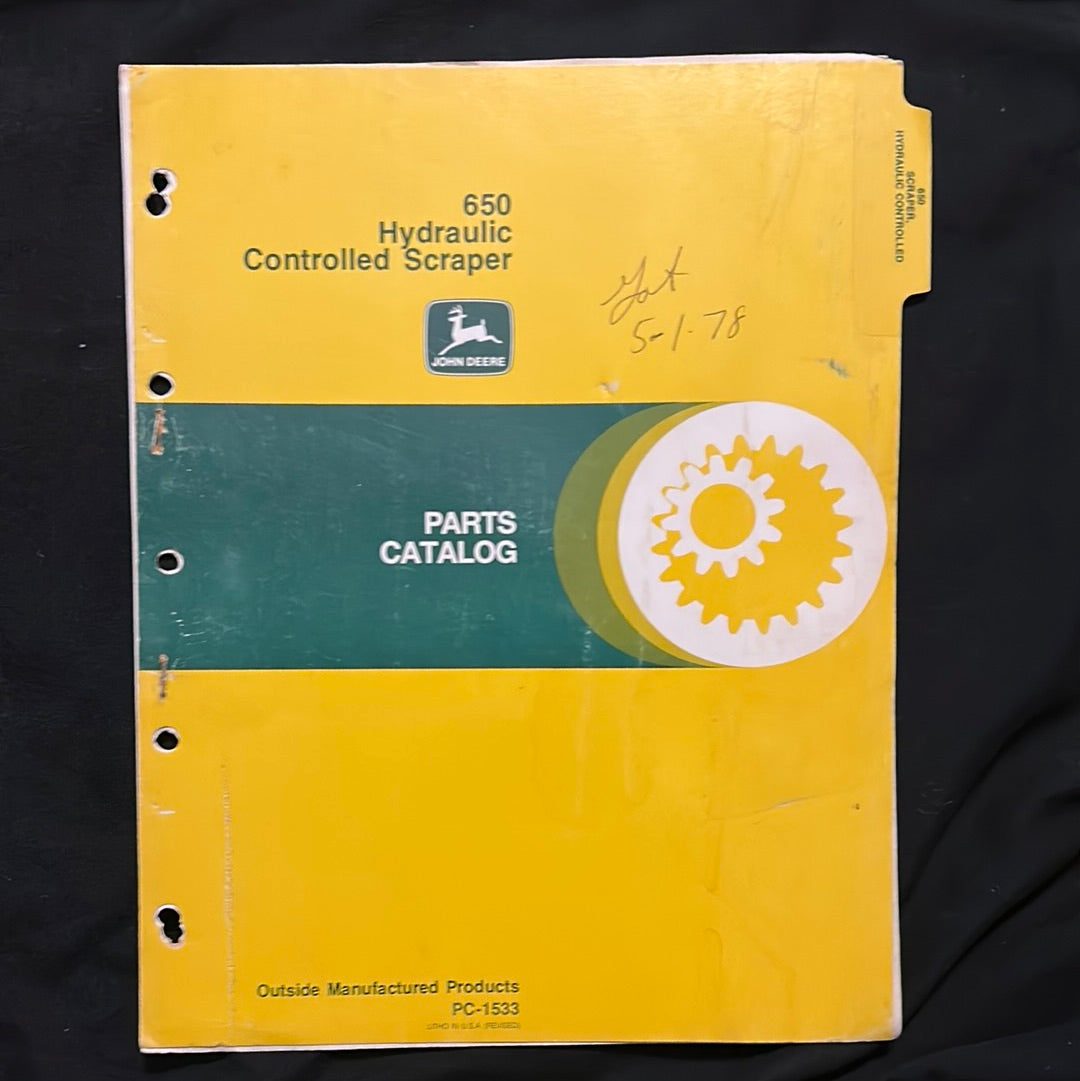 650
SCRAPER,
HYDRAULIC CONTROLLED
650
Hydraulic
Controlled Scraper
JOHN DEERE
5-1-78
PARTS
CATALOG
Outside Manufactured Products
PC-1533
LITHO IN U.S.A. (REVISED)